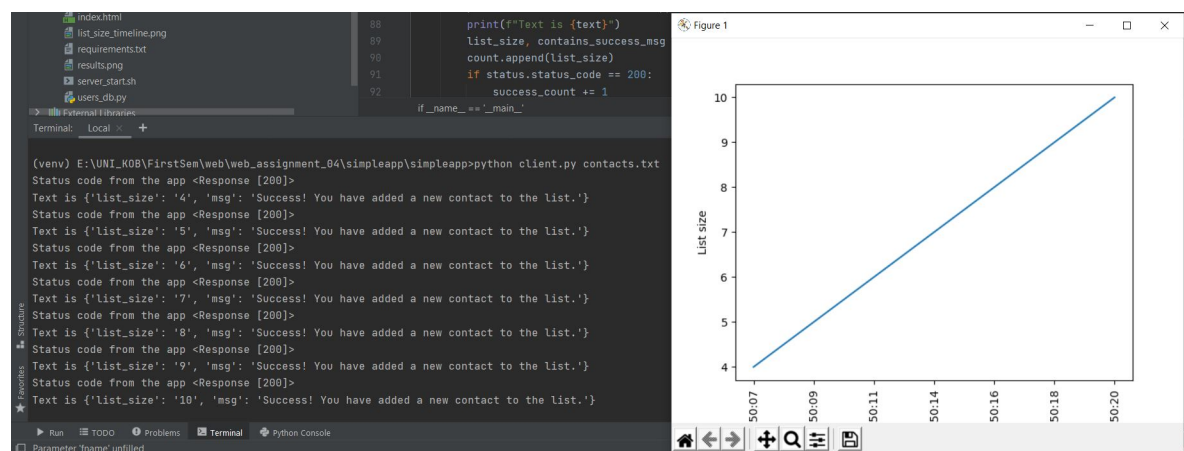 index.html
list_size_timeline.png
requirements.txt
results.png
server_start.sh
users_db.py
External Libraries
88 print(f"Text is {text}")
89 list_size, contains_success_msg
90 count.append(list_size)
91 if status.status_code == 200:
92 success_count += 1
if __name__ == '__main__'
Terminal: Local × +
(venv) E:\UNI_KOB\FirstSem\web\web_assignment_04\simpleapp\simpleapp>python client.py contacts.txt
Status code from the app <Response [200]>
Text is {'list_size': '4', 'msg': 'Success! You have added a new contact to the list.'}
Status code from the app <Response [200]>
Text is {'list_size': '5', 'msg': 'Success! You have added a new contact to the list.'}
Status code from the app <Response [200]>
Text is {'list_size': '6', 'msg': 'Success! You have added a new contact to the list.'}
Status code from the app <Response [200]>
Text is {'list_size': '7', 'msg': 'Success! You have added a new contact to the list.'}
Status code from the app <Response [200]>
Text is {'list_size': '8', 'msg': 'Success! You have added a new contact to the list.'}
Status code from the app <Response [200]>
Text is {'list_size': '9', 'msg': 'Success! You have added a new contact to the list.'}
Status code from the app <Response [200]>
Text is {'list_size': '10', 'msg': 'Success! You have added a new contact to the list.'}
Structure
Favorites
Run TODO Problems Terminal Python Console
Parameter 'fname' unfilled
Figure 1
List size
10
9
8
7
6
5
4
50:07
50:09
50:11
50:14
50:16
50:18
50:20